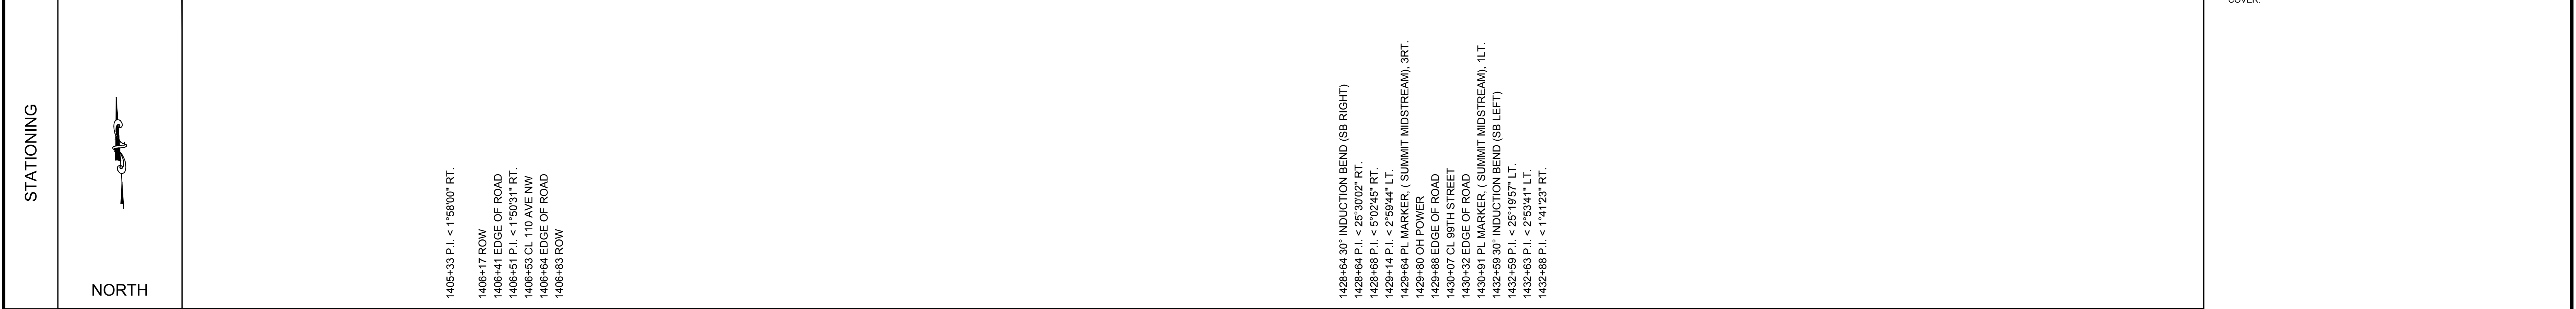 STATIONING
NORTH
1405+33 P.I. < 1°58'00" RT.
1406+17 ROW
1406+41 EDGE OF ROAD
1406+51 P.I. < 1°50'31" RT.
1406+53 CL 110 AVE NW
1406+64 EDGE OF ROAD
1406+83 ROW
1428+64 30° INDUCTION BEND (SB RIGHT)
1428+64 P.I. < 25°30'02" RT.
1428+68 P.I. < 5°02'45" RT.
1429+14 P.I. < 2°59'44" LT.
1429+64 PL MARKER, ( SUMMIT MIDSTREAM), 3RT.
1429+80 OH POWER
1429+88 EDGE OF ROAD
1430+07 CL 99TH STREET
1430+32 EDGE OF ROAD
1430+91 PL MARKER, ( SUMMIT MIDSTREAM), 1LT.
1432+59 30° INDUCTION BEND (SB LEFT)
1432+59 P.I. < 25°19'57" LT.
1432+63 P.I. < 2°53'41" LT.
1432+88 P.I. < 1°41'23" RT.
COVER: